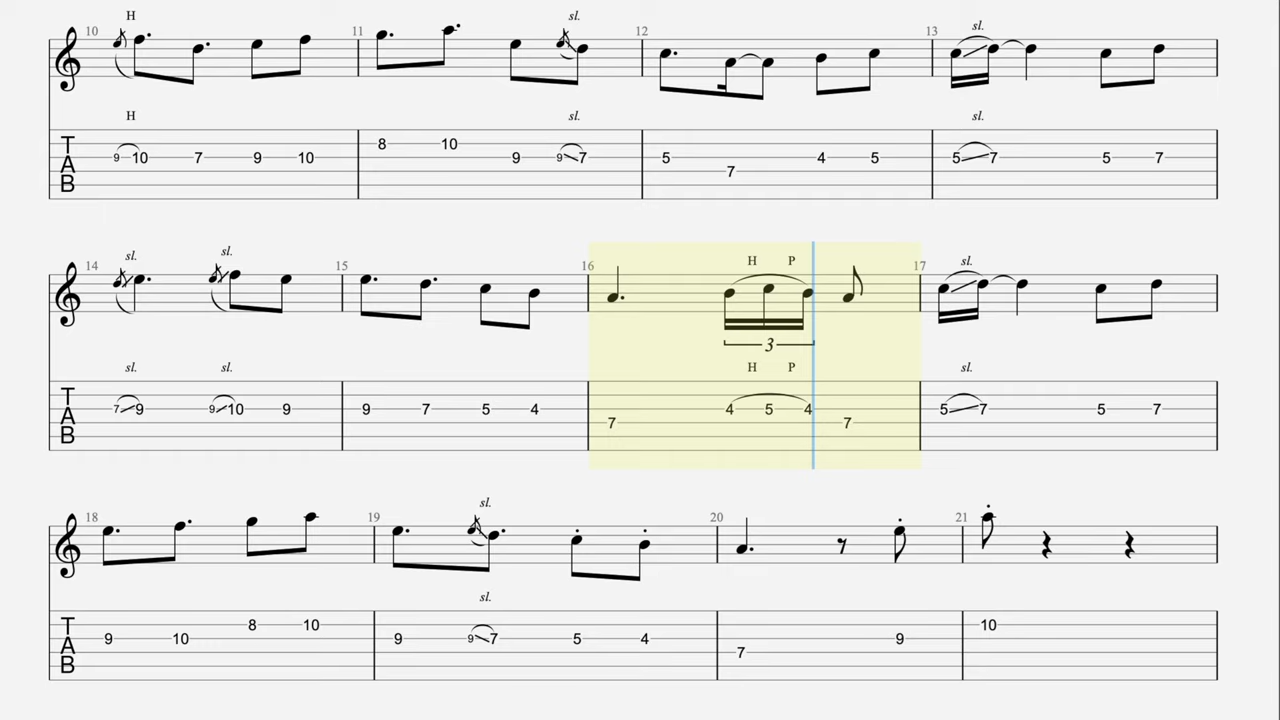 H sl. sl.
10 11 12 13
H sl. sl.
T A B 9 10 7 9 10 8 10 9 9 7 5 7 4 5 5 7 5 7
sl. sl. H P sl.
14 15 16 17
3
sl. sl. H P sl.
T A B 7 9 9 10 9 9 7 5 4 7 4 5 4 7 5 7 5 7
sl.
18 19 20 21
sl.
T A B 9 10 8 10 9 9 7 5 4 7 9 10